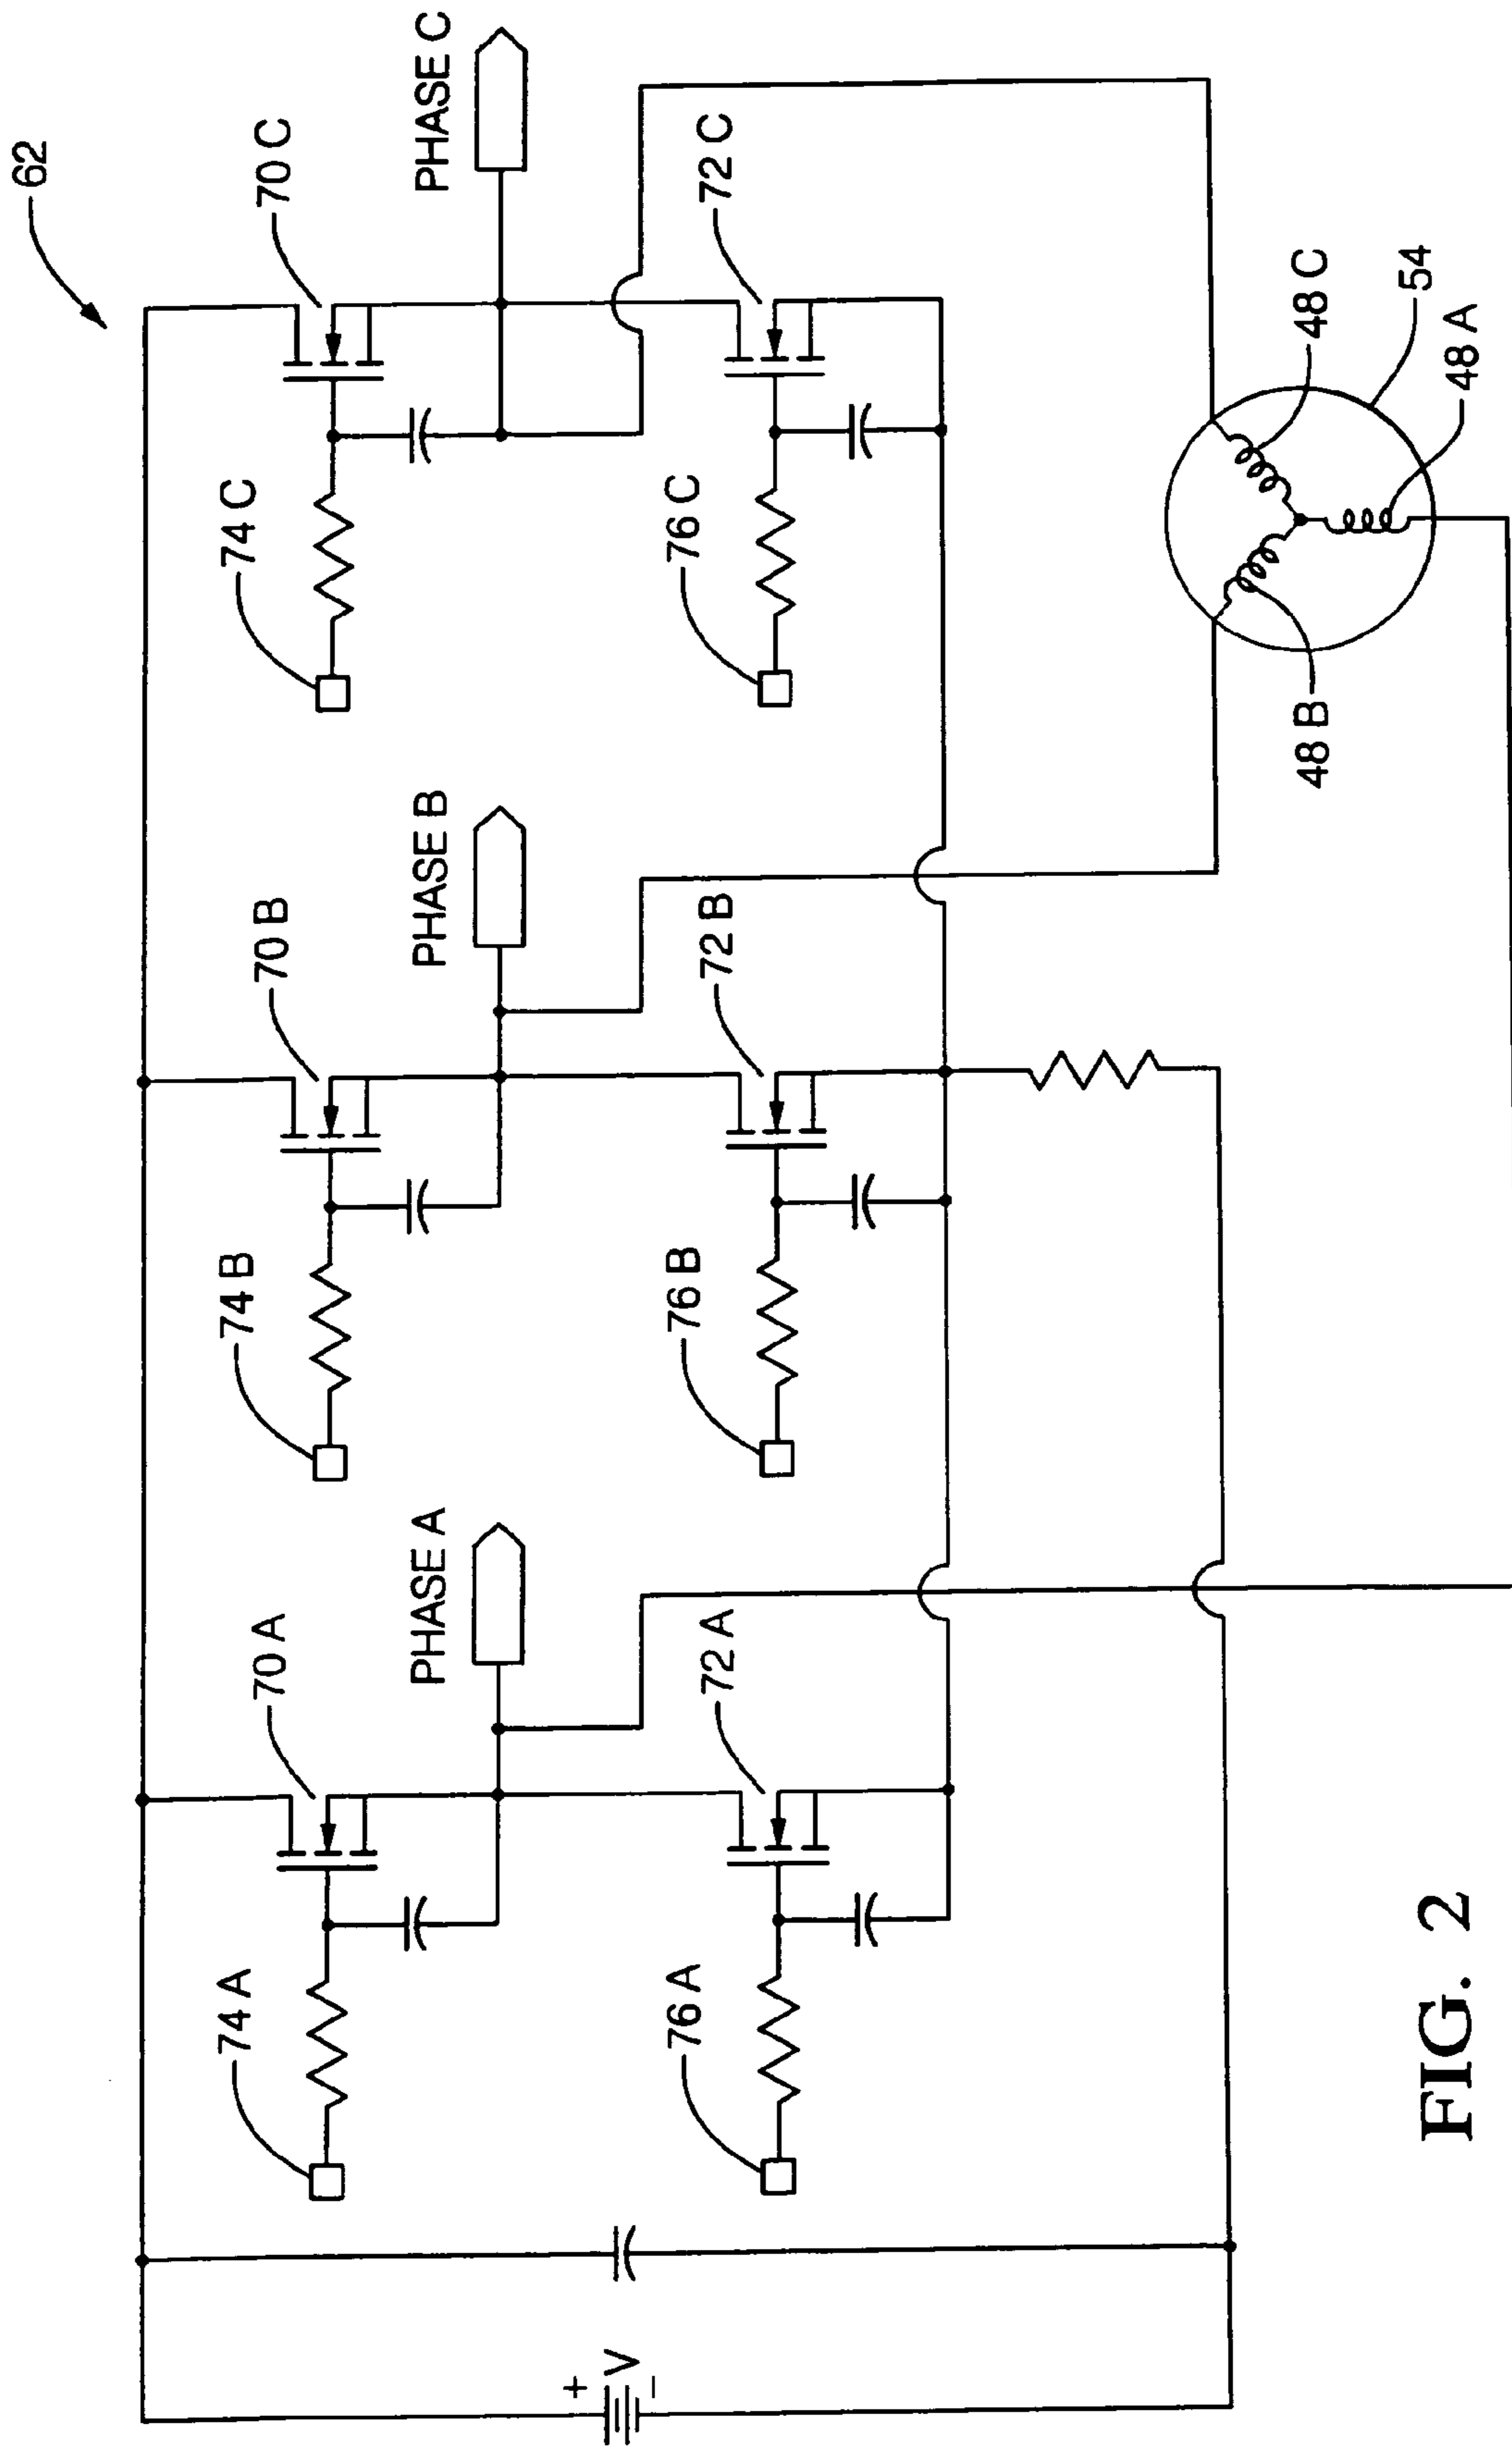 62
70 A
70 B
70 C
74 A
74 B
74 C
PHASE A
PHASE B
PHASE C
72 A
72 B
72 C
76 A
76 B
76 C
+
V
−
48 B
48 C
54
48 A
FIG. 2